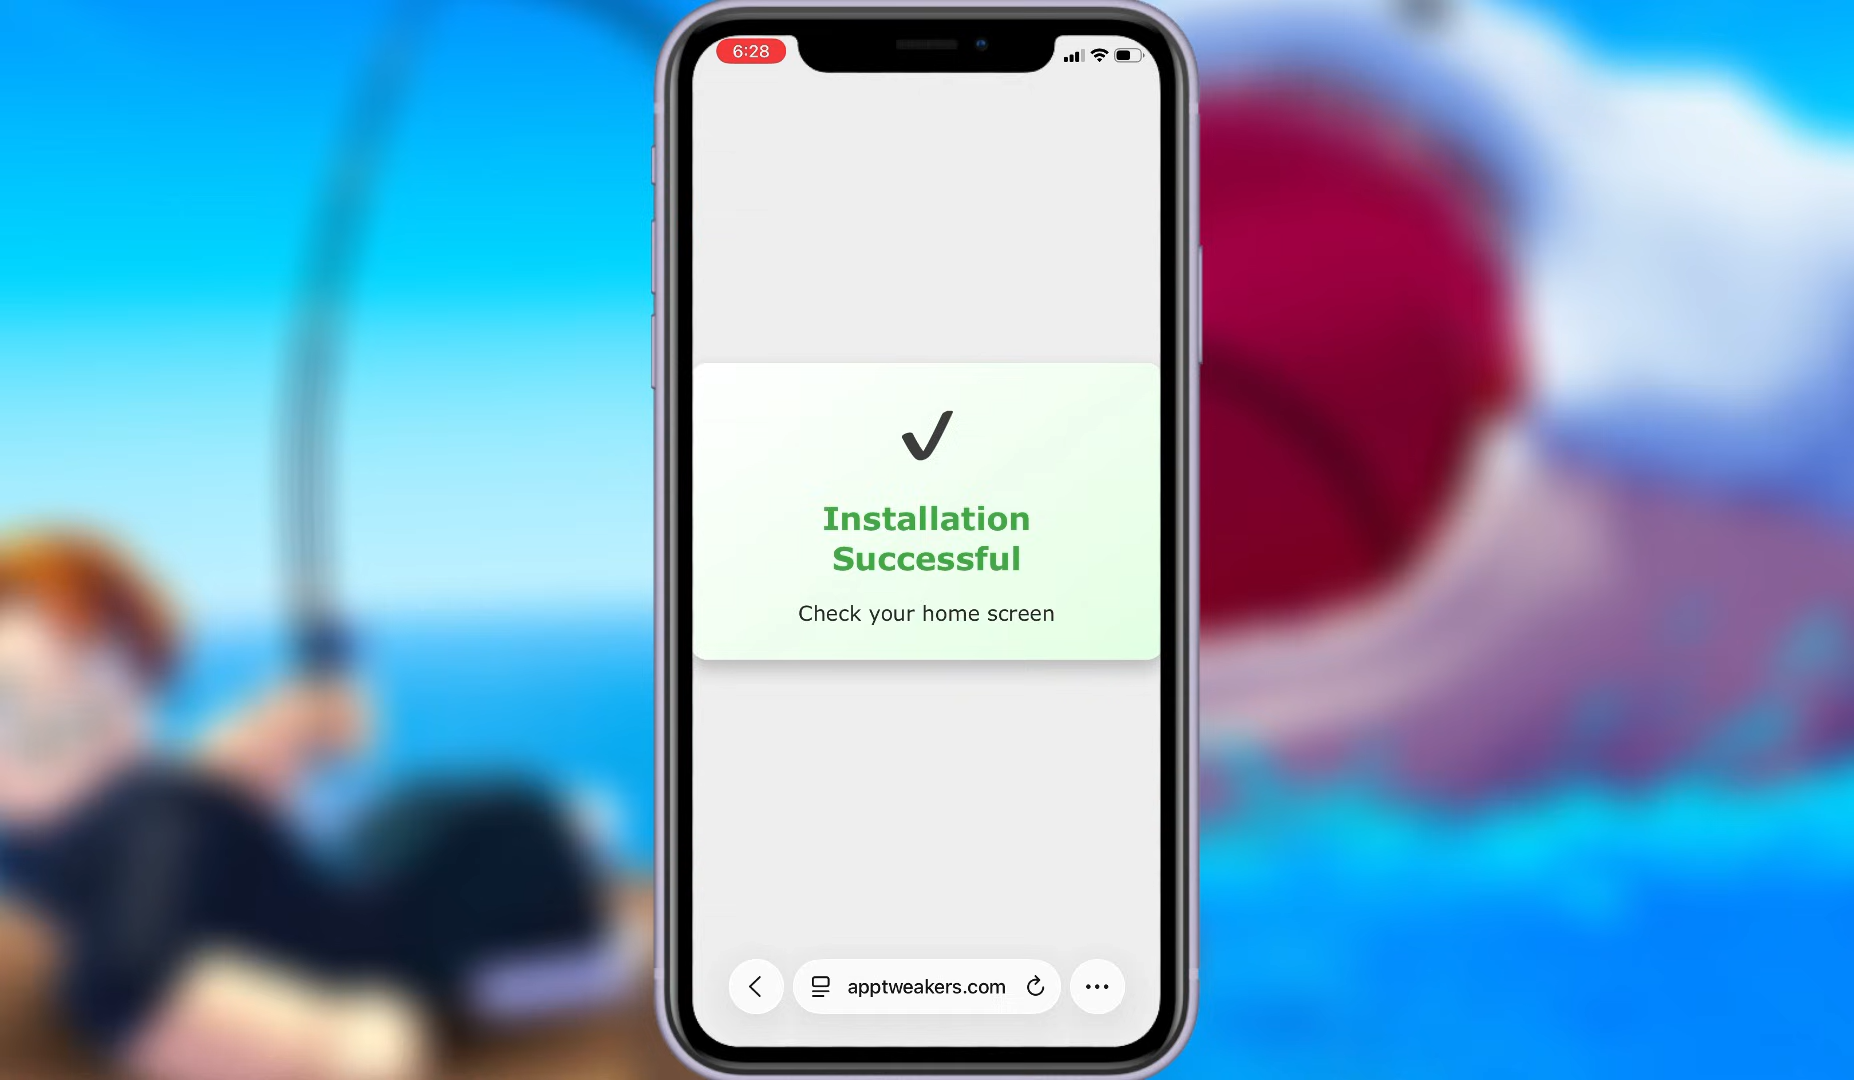 6:28
✔
Installation
Successful
Check your home screen
apptweakers.com